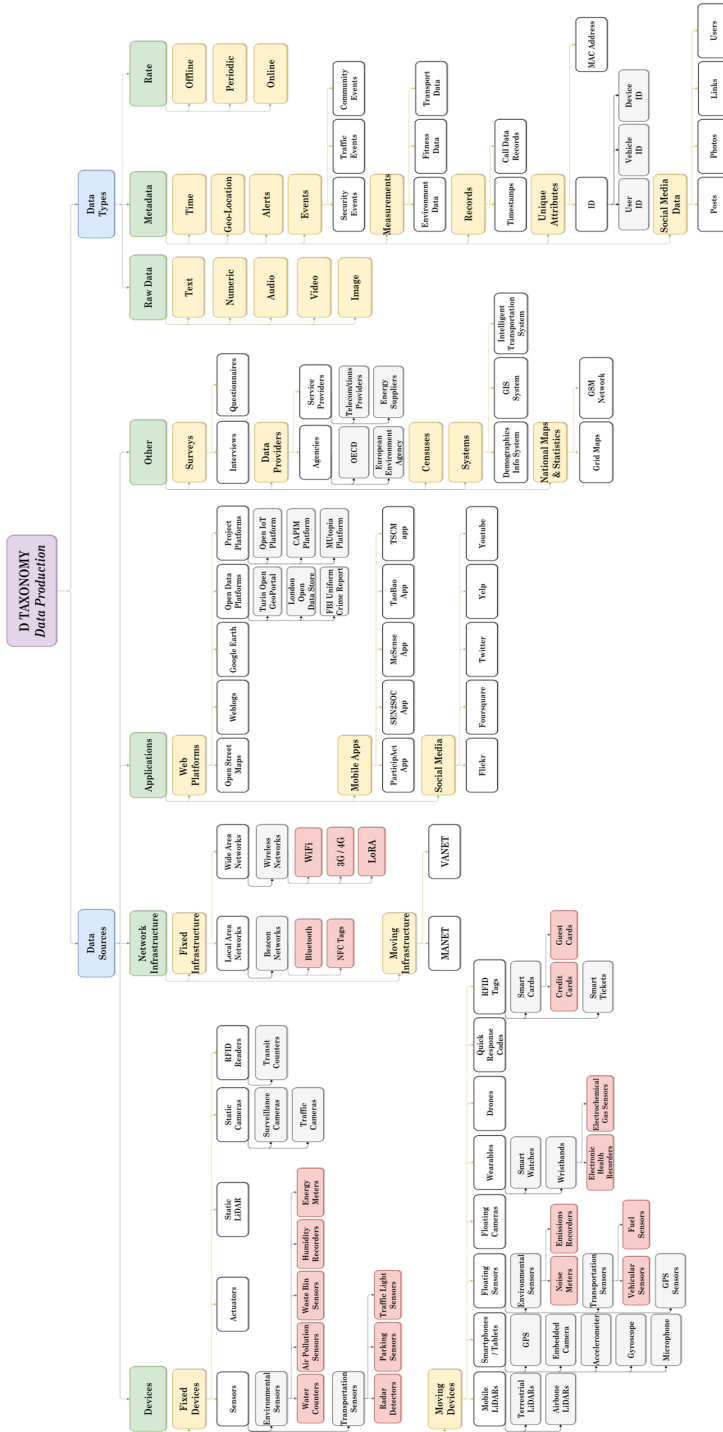 D TAXONOMY
Data Production
Data
Sources
Data
Types
Devices
Network
Infrastructure
Applications
Other
Raw Data
Metadata
Rate
Fixed
Devices
Sensors
Actuators
Static
LiDAR
Static
Cameras
RFID
Readers
Environmental
Sensors
Water
Counters
Air Pollution
Sensors
Waste Bin
Sensors
Humidity
Recorders
Energy
Meters
Transportation
Sensors
Radar
Detectors
Parking
Sensors
Traffic Light
Sensors
Surveillance
Cameras
Traffic
Cameras
Transit
Counters
Moving
Devices
Mobile
LiDARs
Smartphones
/ Tablets
Floating
Sensors
Floating
Cameras
Wearables
Drones
Quick
Response
Codes
RFID
Tags
Terrestrial
LiDARs
Airbone
LiDARs
GPS
Embedded
Camera
Accelerometer
Gyroscope
Microphone
Environmental
Sensors
Noise
Meters
Emissions
Recorders
Transportation
Sensors
Vehicular
Sensors
Fuel
Sensors
GPS
Sensors
Smart
Watches
Wristbands
Electronic
Health
Recorders
Electrochemical
Gas Sensors
Smart
Cards
Credit
Cards
Guest
Cards
Smart
Tickets
Fixed
Infrastructure
Local Area
Networks
Wide Area
Networks
Beacon
Networks
Bluetooth
NFC Tags
Wireless
Networks
WiFi
3G / 4G
LoRA
Moving
Infrastructure
MANET
VANET
Web
Platforms
Open Street
Maps
Weblogs
Google Earth
Open Data
Platforms
Project
Platforms
Turin Open
GeoPortal
London
Open
Data Store
FBI Uniform
Crime Report
Open IoT
Platform
CAPIM
Platform
MUtopia
Platform
Mobile Apps
ParticipAct
App
SEN2SOC
App
McSense
App
TaoBao
App
TSCM
app
Social Media
Flickr
Foursquare
Twitter
Yelp
Youtube
Surveys
Interviews
Questionnaires
Data
Providers
Agencies
Service
Providers
OECD
European
Environment
Agency
Telecom/tions
Providers
Energy
Suppliers
Censuses
Systems
Demographics
Info System
GIS
System
Intelligent
Transportation
System
National Maps
& Statistics
Grid Maps
GSM
Network
Text
Numeric
Audio
Video
Image
Time
Geo-Location
Alerts
Events
Security
Events
Traffic
Events
Community
Events
Measurements
Environment
Data
Fitness
Data
Transport
Data
Records
Timestamps
Call Data
Records
Unique
Attributes
ID
MAC Address
User
ID
Vehicle
ID
Device
ID
Social Media
Data
Posts
Photos
Links
Users
Offline
Periodic
Online